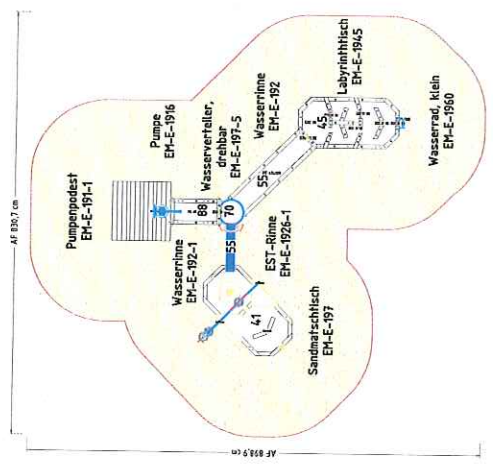 AF 830,7 cm
AF 898,9 cm
Pumpenpodest
EM-E-191-1
Pumpe
EM-E-1916
Wasserverteiler,
drehbar
EM-E-197-5
Wasserrinne
EM-E-192
Labyrinthtisch
EM-E-1945
Wasserrad, klein
EM-E-1960
Wasserrinne
EM-E-192-1
EST-Rinne
EM-E-1926-1
Sandmatschtisch
EM-E-197
88
70
55
55
45
41